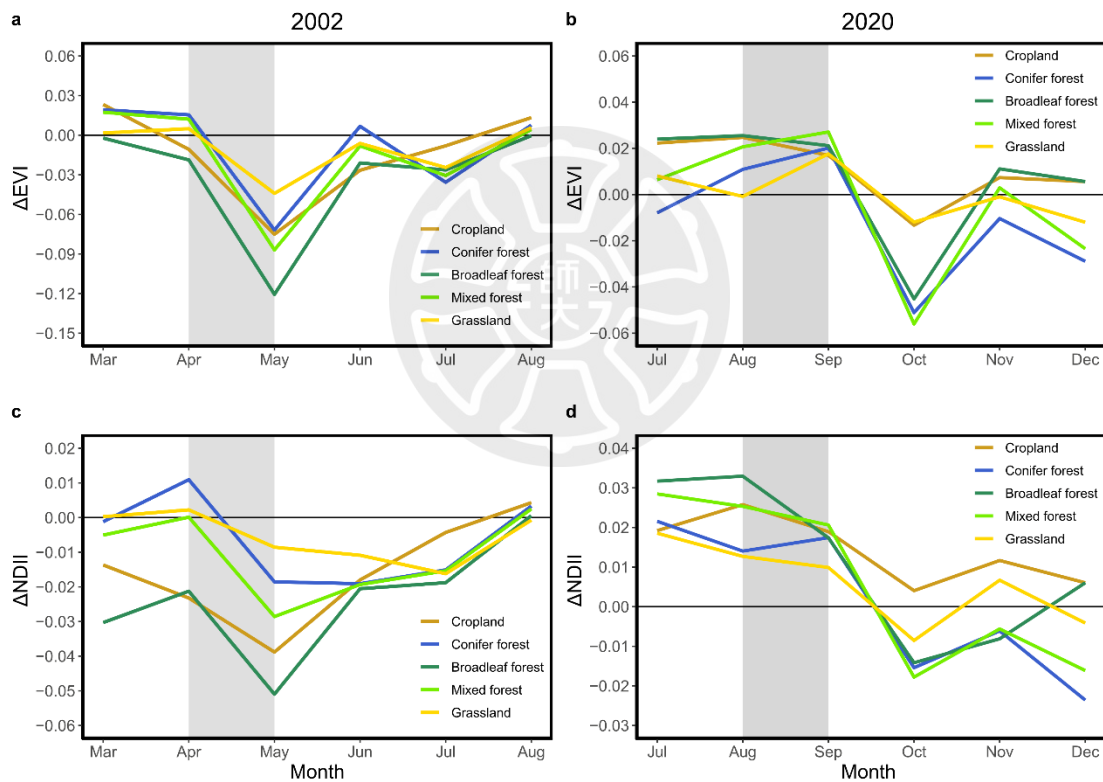 a
2002
ΔEVI
0.06
0.03
0.00
−0.03
−0.06
−0.09
−0.12
−0.15
Mar
Apr
May
Jun
Jul
Aug
Cropland
Conifer forest
Broadleaf forest
Mixed forest
Grassland
b
2020
ΔEVI
0.06
0.04
0.02
0.00
−0.02
−0.04
−0.06
Jul
Aug
Sep
Oct
Nov
Dec
Cropland
Conifer forest
Broadleaf forest
Mixed forest
Grassland
師大
c
ΔNDII
0.02
0.01
0.00
−0.01
−0.02
−0.03
−0.04
−0.05
−0.06
Mar
Apr
May
Jun
Jul
Aug
Month
Cropland
Conifer forest
Broadleaf forest
Mixed forest
Grassland
d
ΔNDII
0.04
0.03
0.02
0.01
0.00
−0.01
−0.02
−0.03
Jul
Aug
Sep
Oct
Nov
Dec
Month
Cropland
Conifer forest
Broadleaf forest
Mixed forest
Grassland